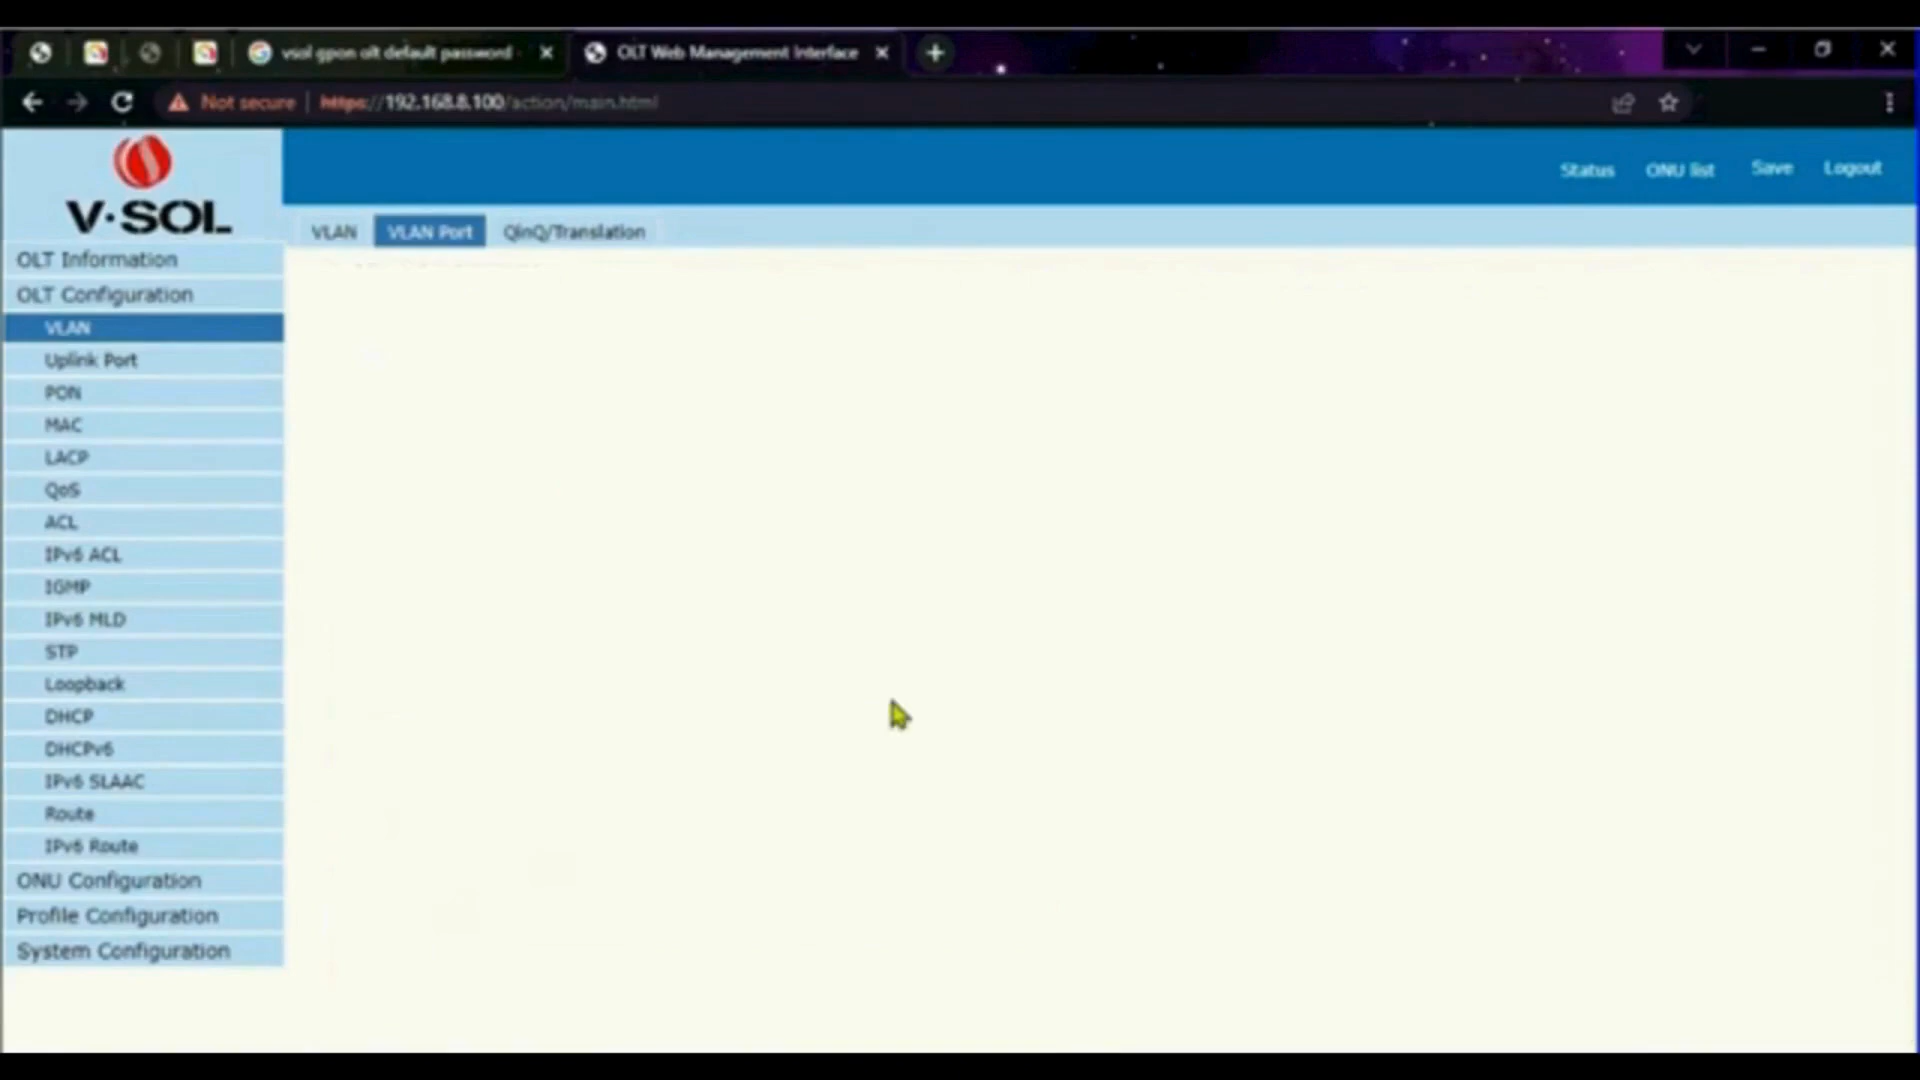 vsol gpon olt default password -
OLT Web Management Interface
Not secure
https://192.168.8.100/action/main.html
V·SOL
Status
ONU list
Save
Logout
VLAN
VLAN Port
QinQ/Translation
OLT Information
OLT Configuration
VLAN
Uplink Port
PON
MAC
LACP
QoS
ACL
IPv6 ACL
IGMP
IPv6 MLD
STP
Loopback
DHCP
DHCPv6
IPv6 SLAAC
Route
IPv6 Route
ONU Configuration
Profile Configuration
System Configuration